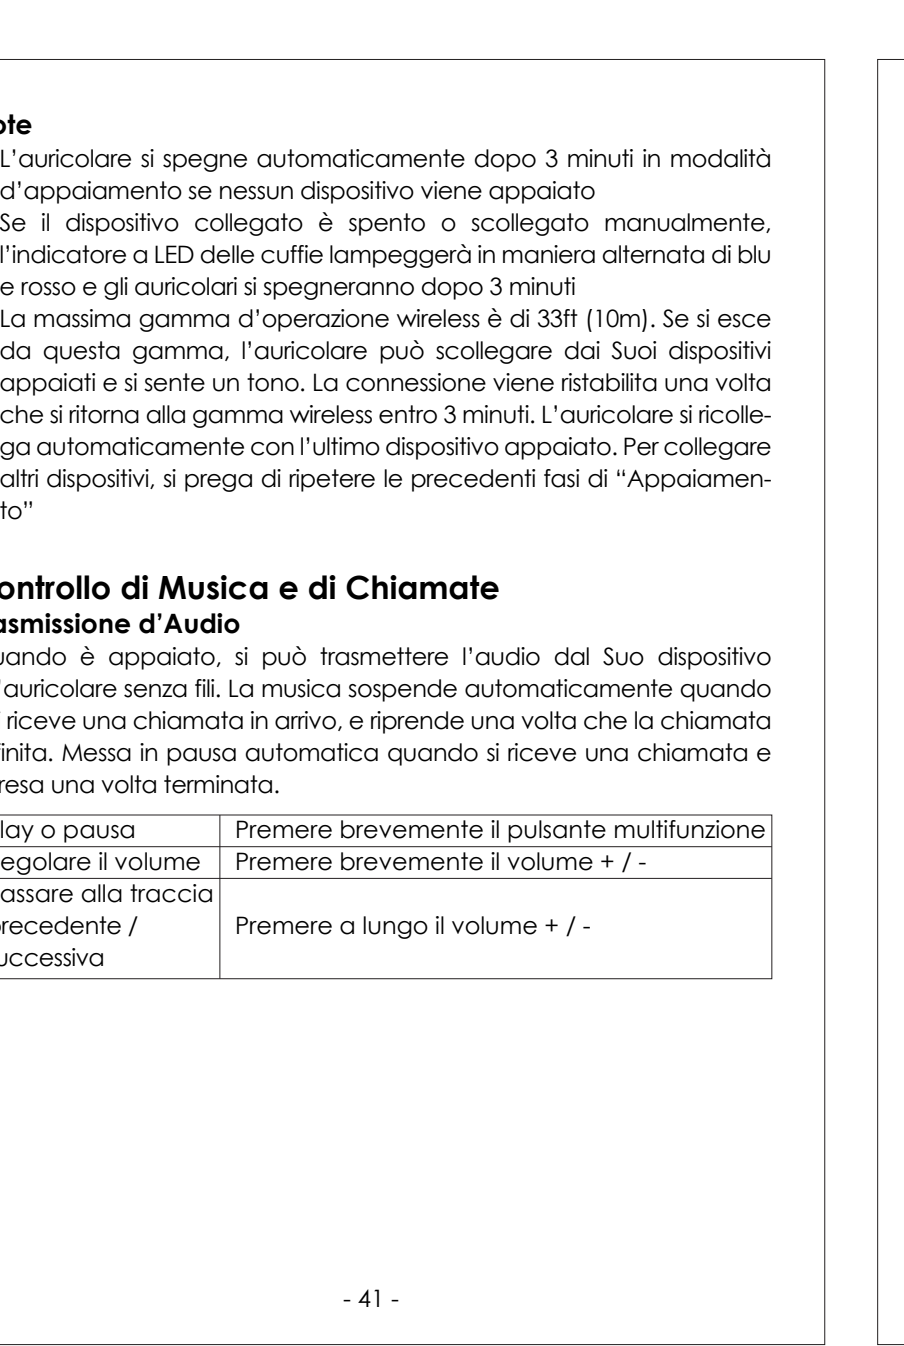 ote
L’auricolare si spegne automaticamente dopo 3 minuti in modalità
d’appaiamento se nessun dispositivo viene appaiato
Se il dispositivo collegato è spento o scollegato manualmente,
l’indicatore a LED delle cuffie lampeggerà in maniera alternata di blu
e rosso e gli auricolari si spegneranno dopo 3 minuti
La massima gamma d’operazione wireless è di 33ft (10m). Se si esce
da questa gamma, l’auricolare può scollegare dai Suoi dispositivi
appaiati e si sente un tono. La connessione viene ristabilita una volta
che si ritorna alla gamma wireless entro 3 minuti. L’auricolare si ricolle-
ga automaticamente con l’ultimo dispositivo appaiato. Per collegare
altri dispositivi, si prega di ripetere le precedenti fasi di “Appaiamen-
to”
ontrollo di Musica e di Chiamate
asmissione d’Audio
uando è appaiato, si può trasmettere l’audio dal Suo dispositivo
’auricolare senza fili. La musica sospende automaticamente quando
i riceve una chiamata in arrivo, e riprende una volta che la chiamata
finita. Messa in pausa automatica quando si riceve una chiamata e
resa una volta terminata.
lay o pausa Premere brevemente il pulsante multifunzione
egolare il volume Premere brevemente il volume + / -
assare alla traccia
recedente / Premere a lungo il volume + / -
uccessiva
- 41 -